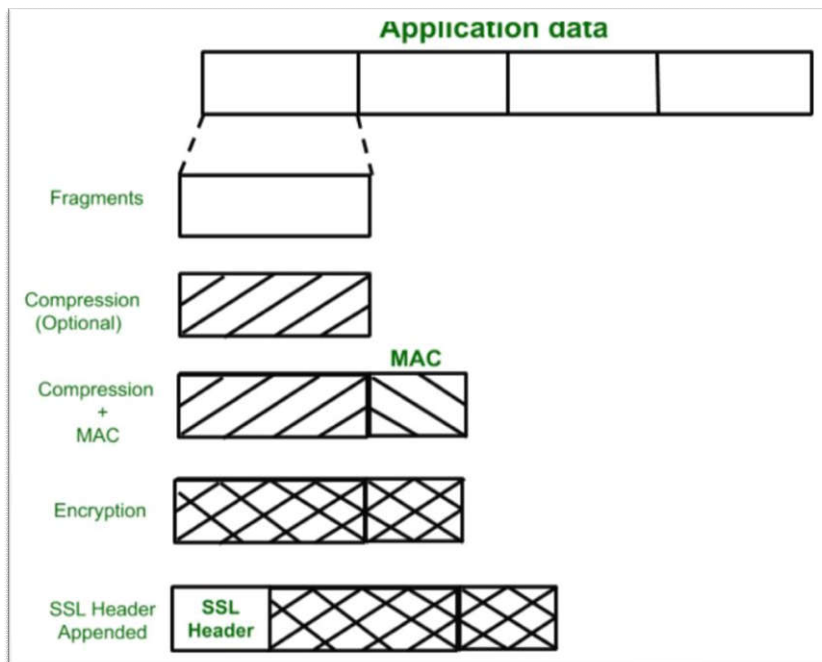 Application data
Fragments
Compression
(Optional)
MAC
Compression
+
MAC
Encryption
SSL Header
Appended
SSL
Header